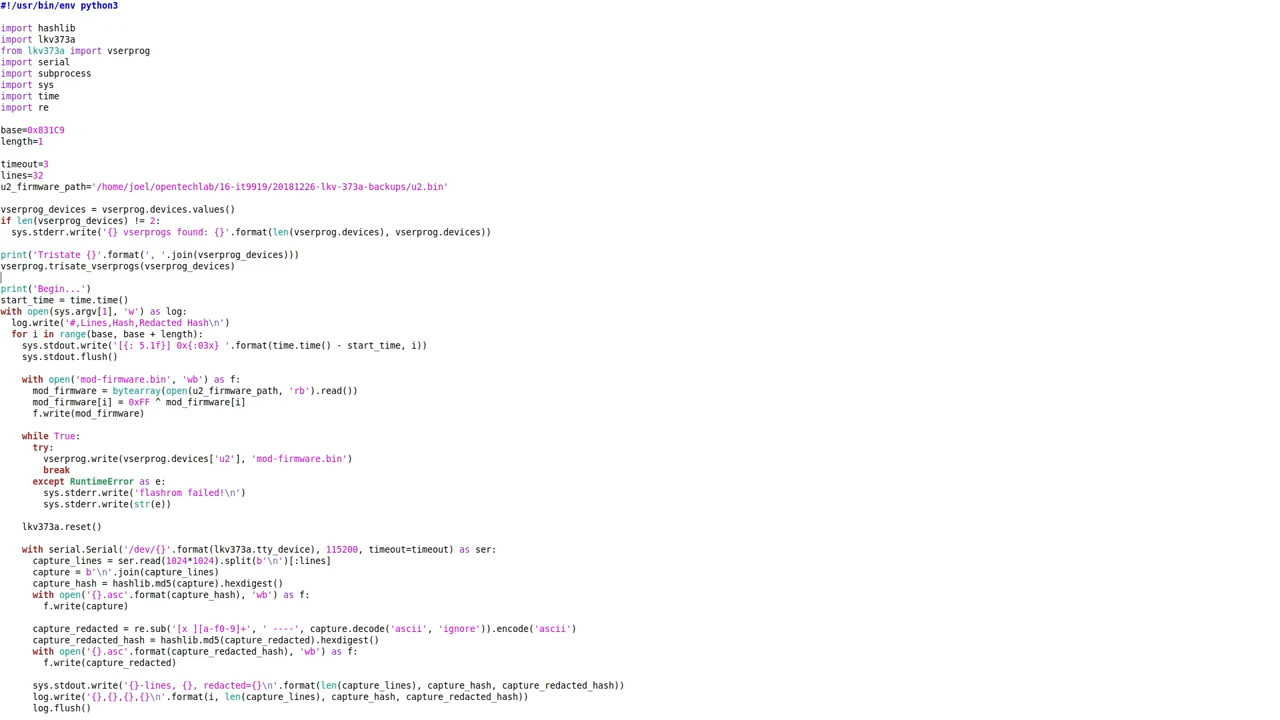 #!/usr/bin/env python3

import hashlib
import lkv373a
from lkv373a import vserprog
import serial
import subprocess
import sys
import time
import re

base=0x831C9
length=1

timeout=3
lines=32
u2_firmware_path='/home/joel/opentechlab/16-it9919/20181226-lkv-373a-backups/u2.bin'

vserprog_devices = vserprog.devices.values()
if len(vserprog_devices) != 2:
  sys.stderr.write('{} vserprogs found: {}'.format(len(vserprog.devices), vserprog.devices))

print('Tristate {}'.format(', '.join(vserprog_devices)))
vserprog.trisate_vserprogs(vserprog_devices)

print('Begin...')
start_time = time.time()
with open(sys.argv[1], 'w') as log:
  log.write('#,Lines,Hash,Redacted Hash\n')
  for i in range(base, base + length):
    sys.stdout.write('[{: 5.1f}] 0x{:03x} '.format(time.time() - start_time, i))
    sys.stdout.flush()

    with open('mod-firmware.bin', 'wb') as f:
      mod_firmware = bytearray(open(u2_firmware_path, 'rb').read())
      mod_firmware[i] = 0xFF ^ mod_firmware[i]
      f.write(mod_firmware)

    while True:
      try:
        vserprog.write(vserprog.devices['u2'], 'mod-firmware.bin')
        break
      except RuntimeError as e:
        sys.stderr.write('flashrom failed!\n')
        sys.stderr.write(str(e))

    lkv373a.reset()

    with serial.Serial('/dev/{}'.format(lkv373a.tty_device), 115200, timeout=timeout) as ser:
      capture_lines = ser.read(1024*1024).split(b'\n')[:lines]
      capture = b'\n'.join(capture_lines)
      capture_hash = hashlib.md5(capture).hexdigest()
      with open('{}.asc'.format(capture_hash), 'wb') as f:
        f.write(capture)

      capture_redacted = re.sub('[x ][a-f0-9]+', ' ----', capture.decode('ascii', 'ignore')).encode('ascii')
      capture_redacted_hash = hashlib.md5(capture_redacted).hexdigest()
      with open('{}.asc'.format(capture_redacted_hash), 'wb') as f:
        f.write(capture_redacted)

      sys.stdout.write('{}-lines, {}, redacted={}\n'.format(len(capture_lines), capture_hash, capture_redacted_hash))
      log.write('{},{},{},{}\n'.format(i, len(capture_lines), capture_hash, capture_redacted_hash))
      log.flush()